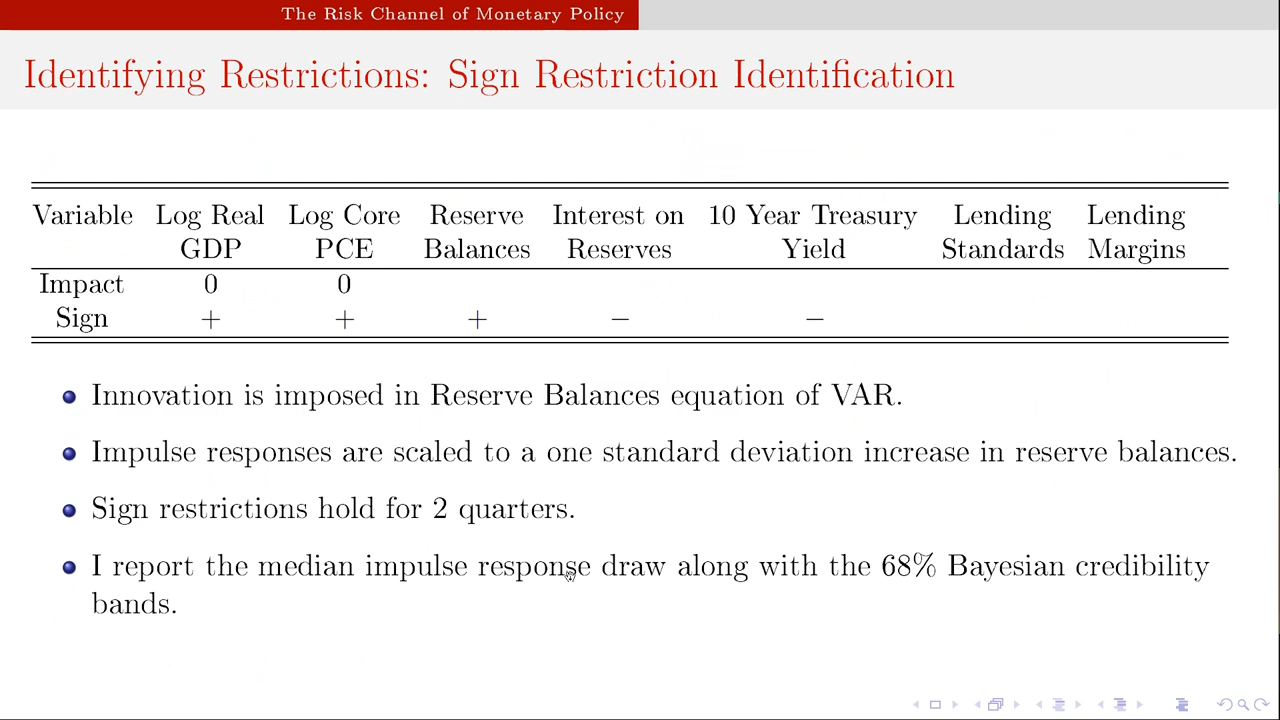 The Risk Channel of Monetary Policy
Identifying Restrictions: Sign Restriction Identification
Variable Log Real Log Core Reserve Interest on 10 Year Treasury Lending Lending
GDP PCE Balances Reserves Yield Standards Margins
Impact 0 0
Sign + + + − −
Innovation is imposed in Reserve Balances equation of VAR.
Impulse responses are scaled to a one standard deviation increase in reserve balances.
Sign restrictions hold for 2 quarters.
I report the median impulse response draw along with the 68% Bayesian credibility
bands.